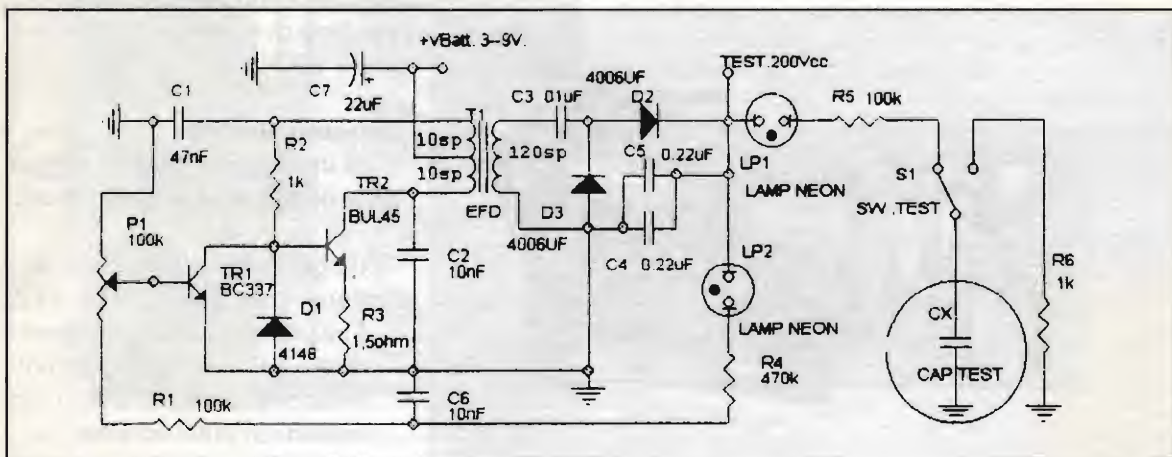 +VBatt. 3--9V.
TEST.200Vcc.
C1
47nF
C7
22uF
+
R2
1k
T1
10sp
10sp
120sp
EFD
C3 .01uF
4006UF
D2
C5
0.22uF
C4
0.22uF
D3
4006UF
LP1
LAMP NEON
R5 100k
S1
SW .TEST
P1
100k
TR1
BC337
TR2
BUL45
D1
4148
R3
1,5ohm
C2
10nF
C6
10nF
R1 100k
LP2
LAMP NEON
R4
470k
CX
CAP.TEST
R6
1k